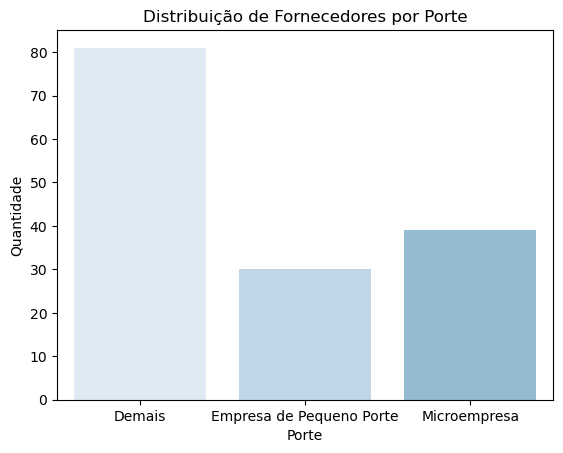 Distribuição de Fornecedores por Porte
Quantidade
80
70
60
50
40
30
20
10
0
Demais
Empresa de Pequeno Porte
Microempresa
Porte